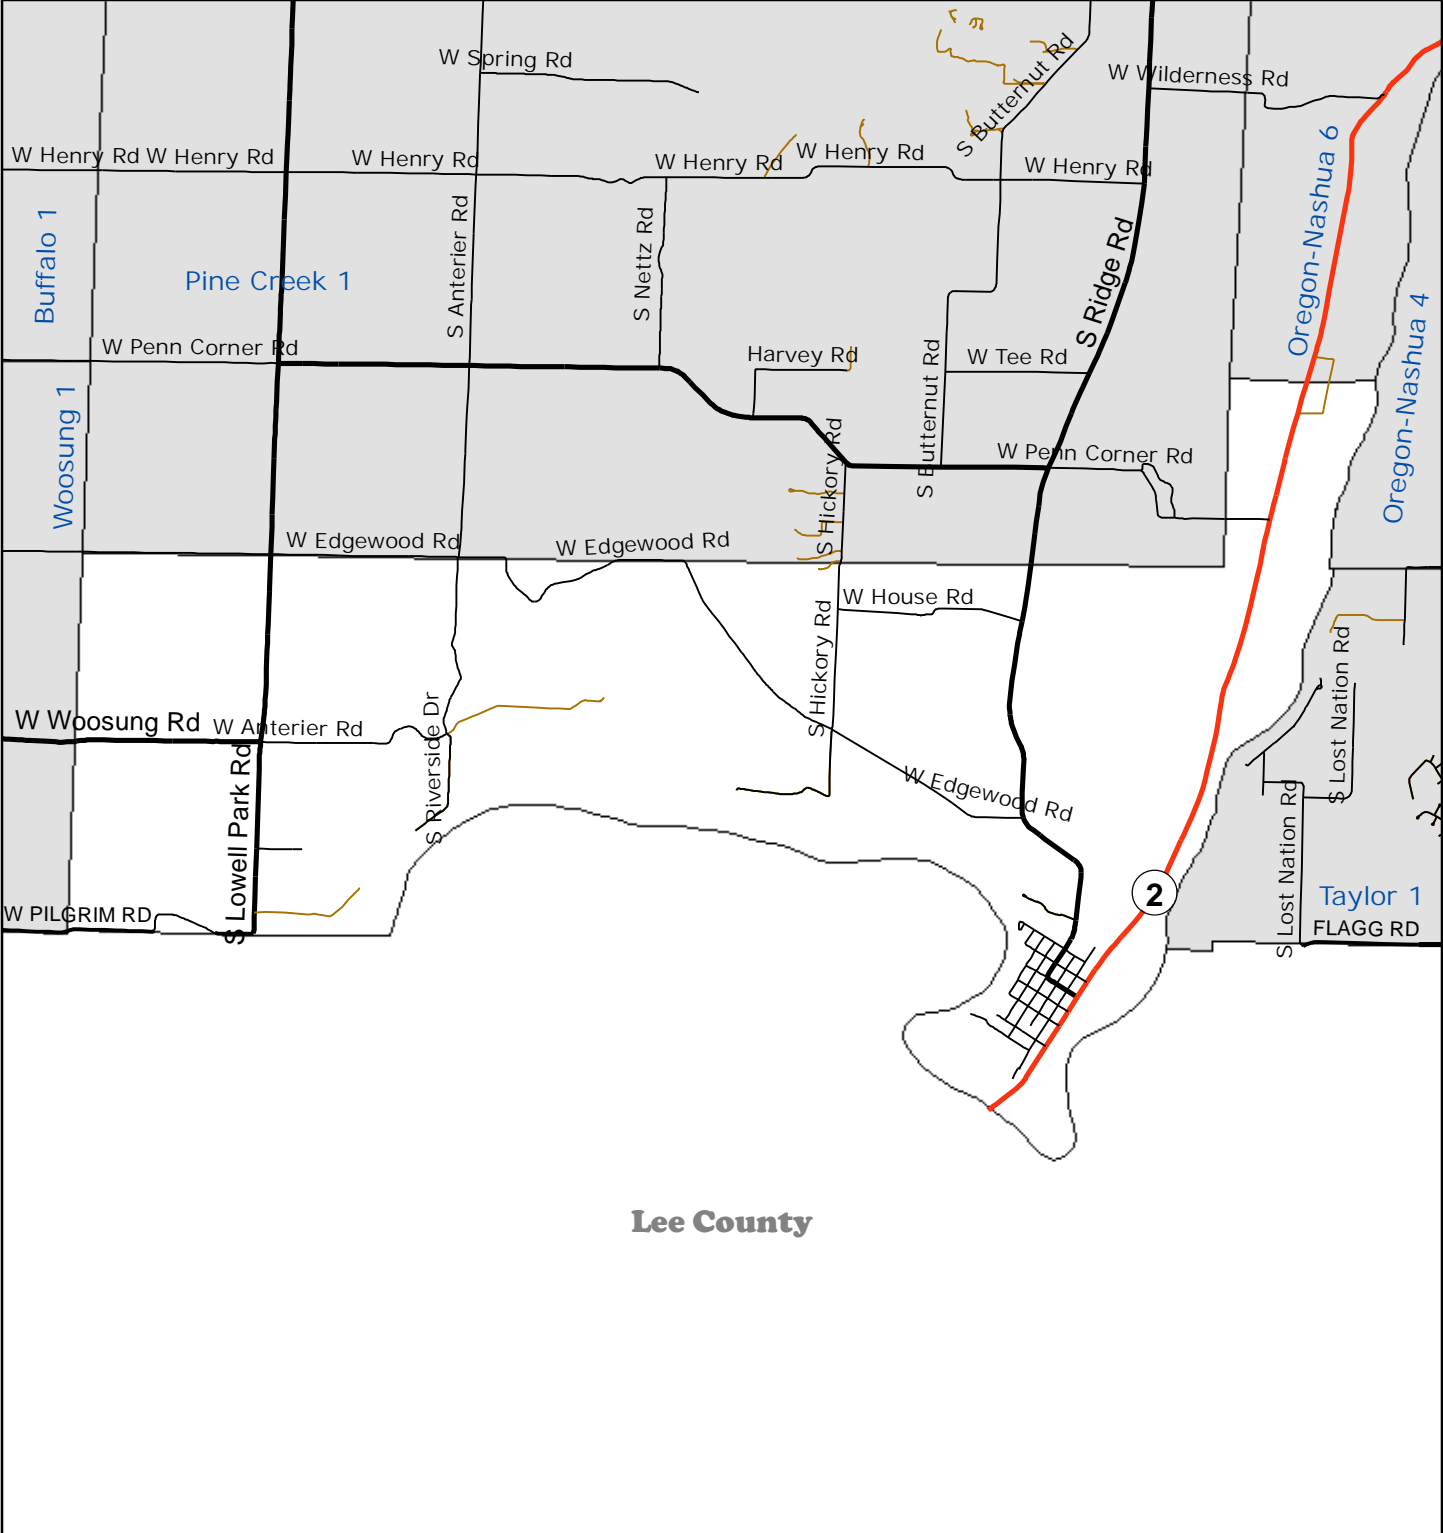 W Spring Rd
S Butternut Rd
W Wilderness Rd
W Henry Rd
W Henry Rd
W Henry Rd
W Henry Rd
W Henry Rd
W Henry Rd
Oregon-Nashua 6
Buffalo 1
Pine Creek 1
S Anterier Rd
S Nettz Rd
S Ridge Rd
Oregon-Nashua 4
W Penn Corner Rd
Harvey Rd
S Butternut Rd
W Tee Rd
Woosung 1
S Hickory Rd
W Penn Corner Rd
W Edgewood Rd
W Edgewood Rd
W House Rd
S Hickory Rd
S Lost Nation Rd
W Woosung Rd
W Anterier Rd
S Riverside Dr
S Lowell Park Rd
W Edgewood Rd
S Lost Nation Rd
2
Taylor 1
W PILGRIM RD
FLAGG RD
Lee County